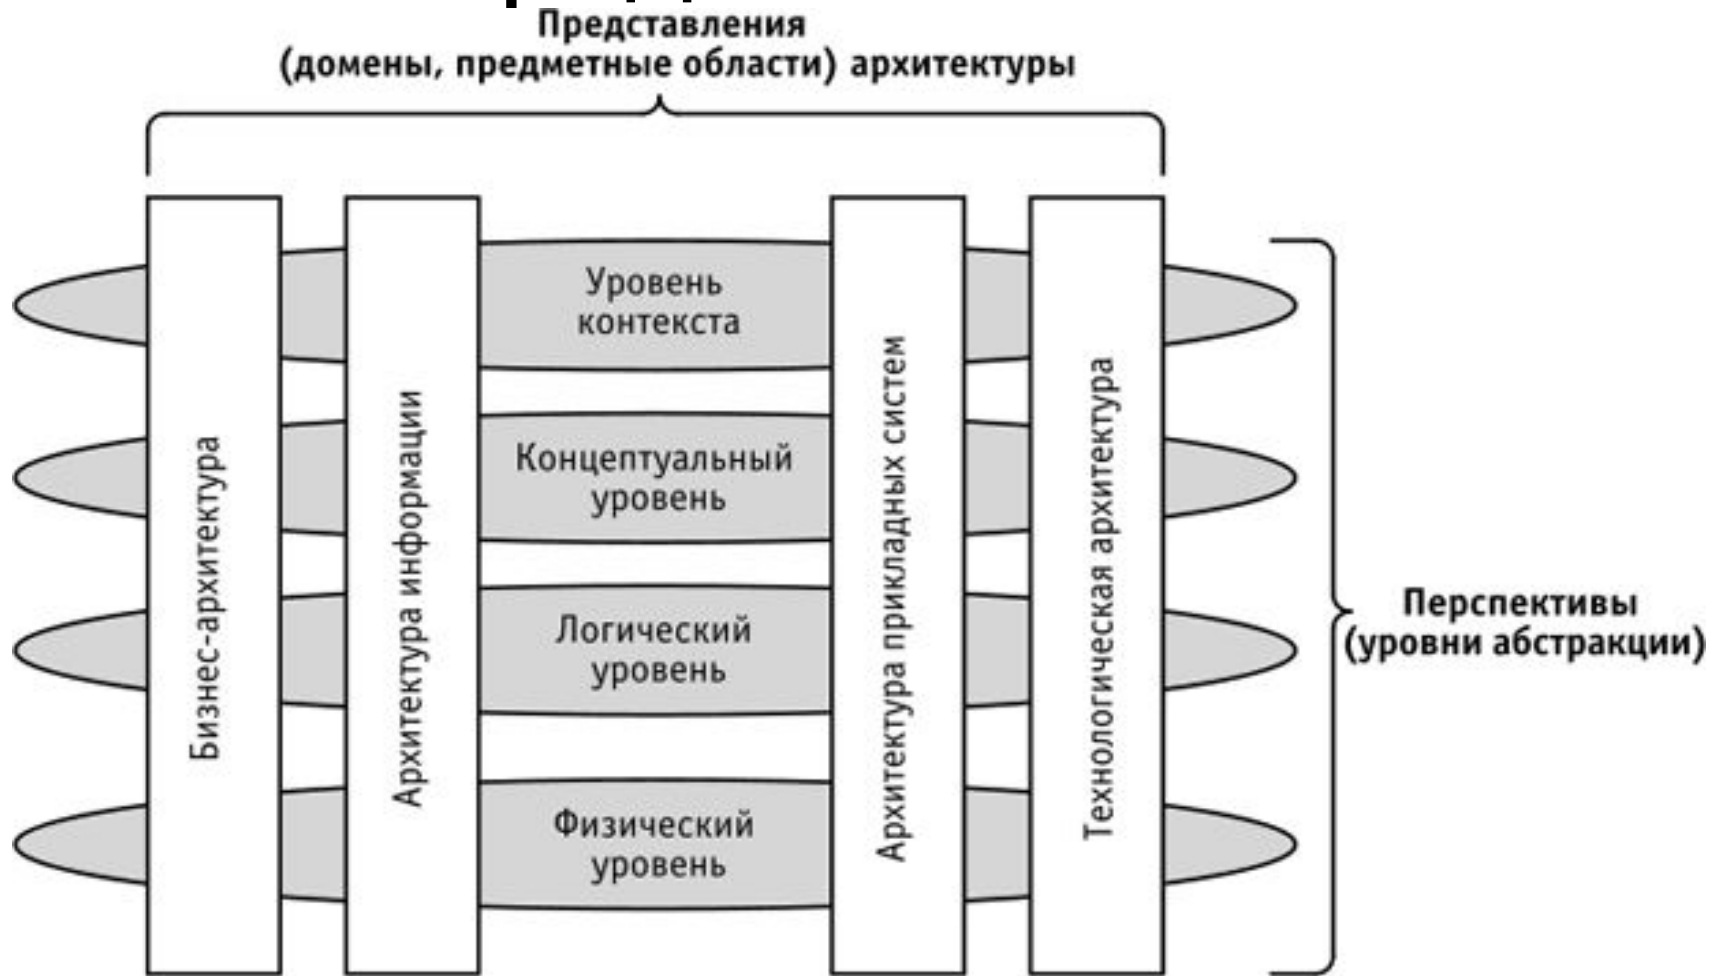 Представления
(домены, предметные области) архитектуры
Бизнес-архитектура
Архитектура информации
Уровень
контекста
Концептуальный
уровень
Логический
уровень
Физический
уровень
Архитектура прикладных систем
Технологическая архитектура
Перспективы
(уровни абстракции)